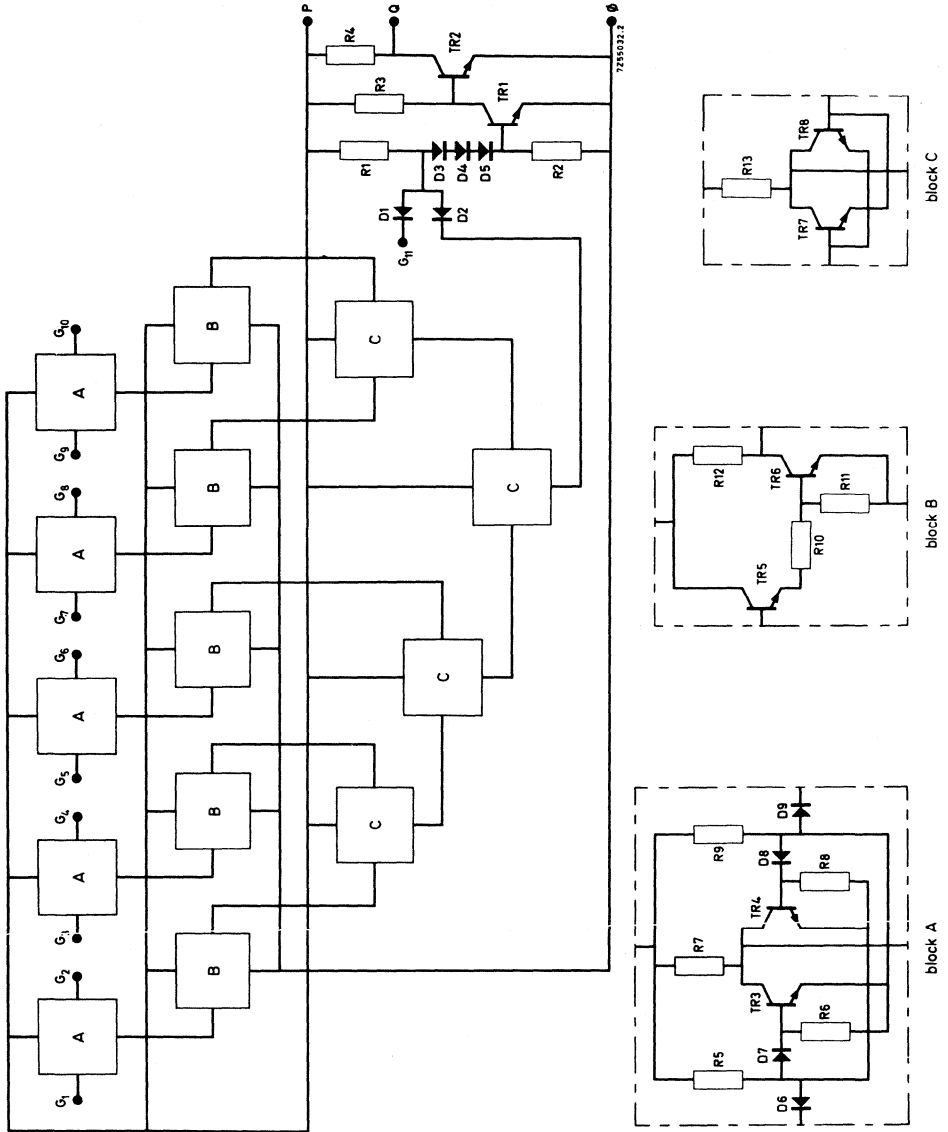 P
Q
Ø
R4
R3
TR2
TR1
7Z55032.2
R1
D3
D4
D5
R2
D1
D2
G11
G1
A
G2
G3
A
G4
G5
A
G6
G7
A
G8
G9
A
G10
B
B
B
B
B
C
C
C
C
R5
R7
R9
D6
D7
TR3
TR4
D8
D9
R6
R8
block A
TR5
R12
TR6
R10
R11
block B
R13
TR7
TR8
block C